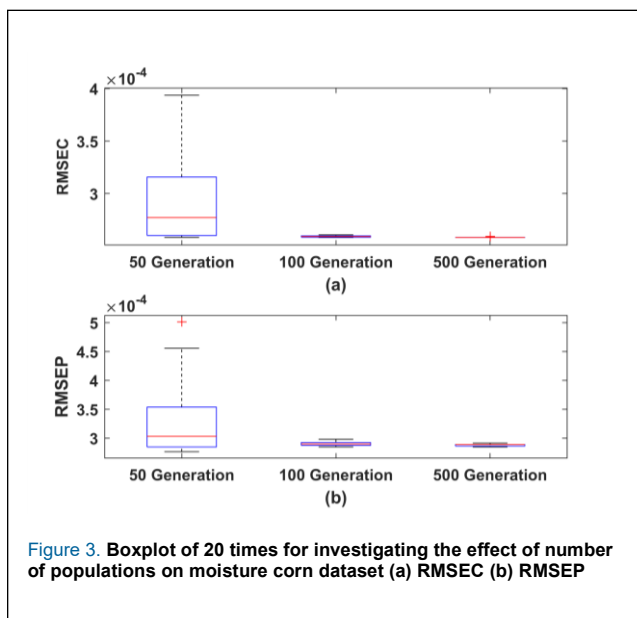 ×10⁻⁴
4
3.5
3
RMSEC
50 Generation 100 Generation 500 Generation
(a)
×10⁻⁴
5
4.5
4
3.5
3
RMSEP
50 Generation 100 Generation 500 Generation
(b)
Figure 3. Boxplot of 20 times for investigating the effect of number
of populations on moisture corn dataset (a) RMSEC (b) RMSEP